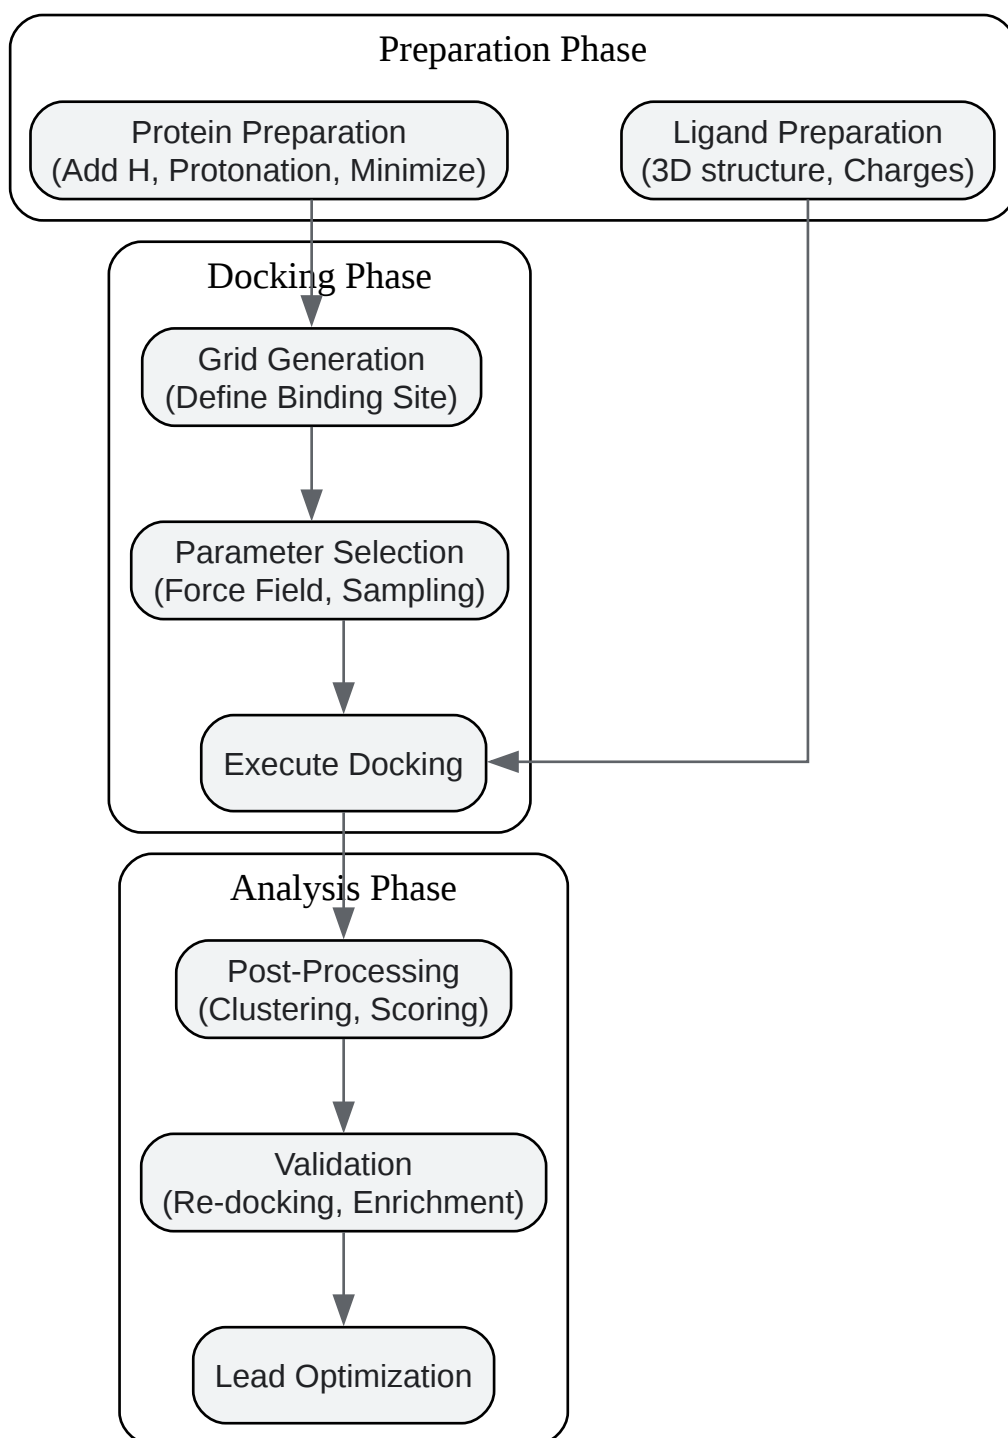 Preparation Phase
Protein Preparation
(Add H, Protonation, Minimize)
Ligand Preparation
(3D structure, Charges)
Docking Phase
Grid Generation
(Define Binding Site)
Parameter Selection
(Force Field, Sampling)
Execute Docking
Analysis Phase
Post-Processing
(Clustering, Scoring)
Validation
(Re-docking, Enrichment)
Lead Optimization